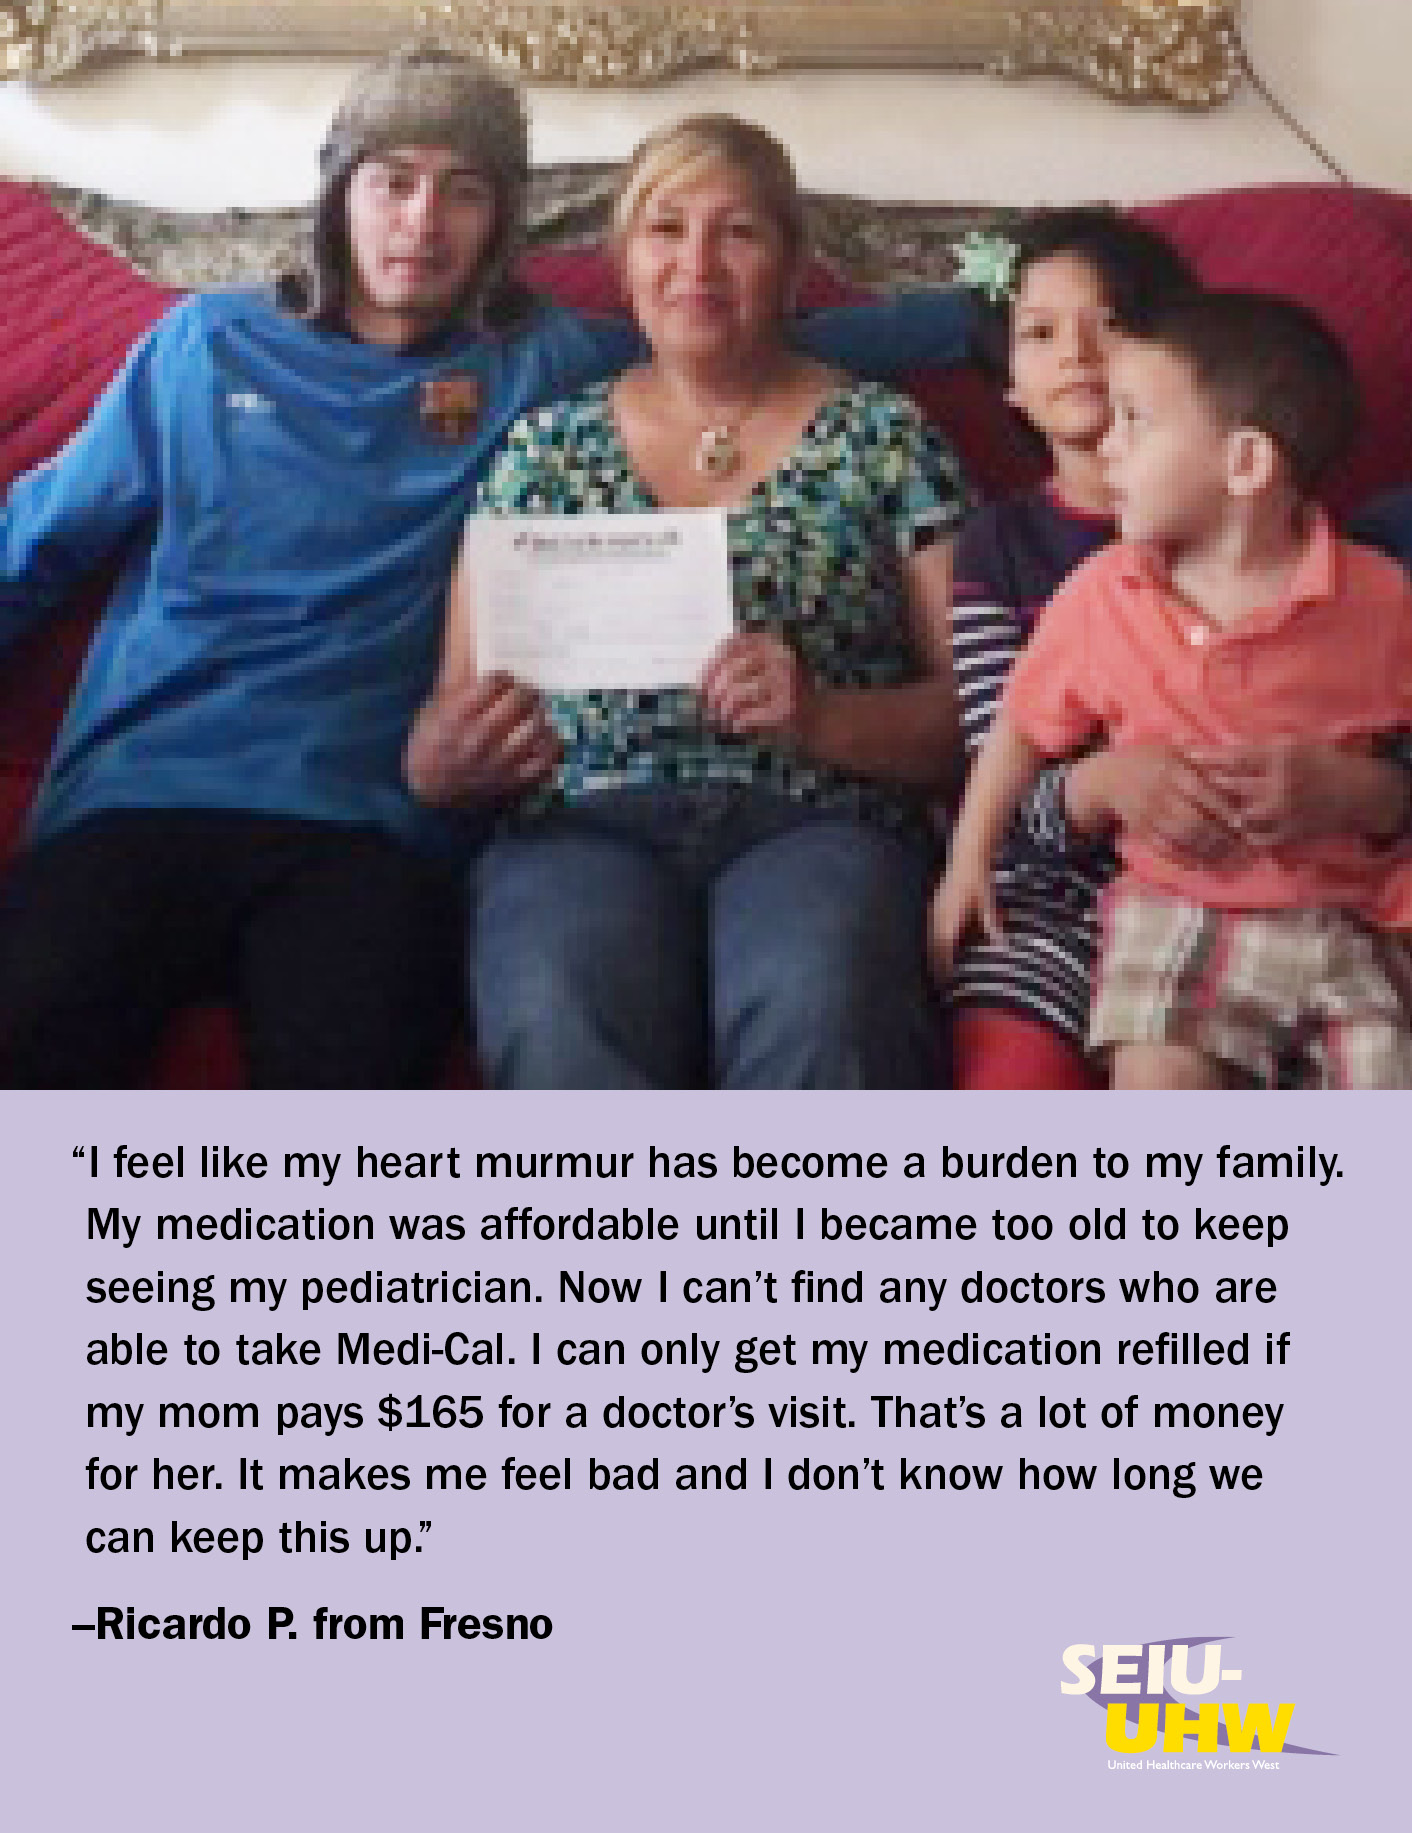 “I feel like my heart murmur has become a burden to my family.
My medication was affordable until I became too old to keep
seeing my pediatrician. Now I can’t find any doctors who are
able to take Medi-Cal. I can only get my medication refilled if
my mom pays $165 for a doctor’s visit. That’s a lot of money
for her. It makes me feel bad and I don’t know how long we
can keep this up.”
–Ricardo P. from Fresno
SEIU-
UHW
United Healthcare Workers West